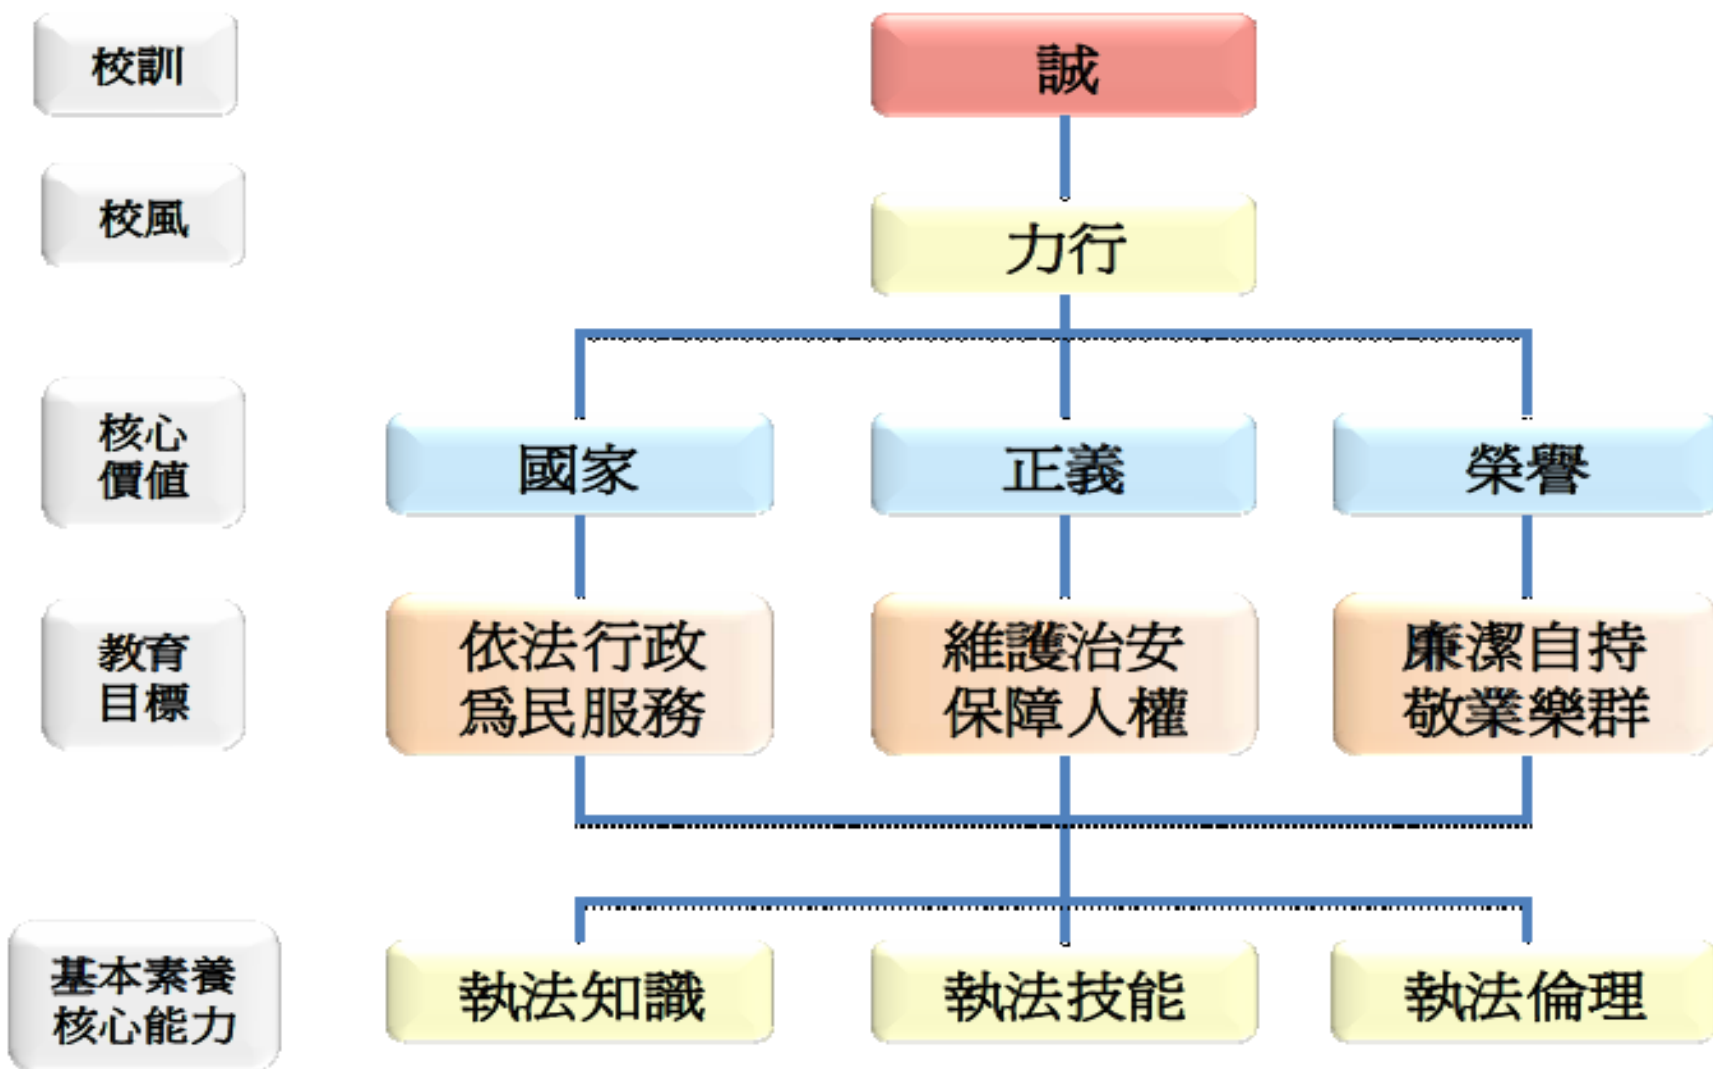 校訓
誠
校風
力行
核心
價值
國家
正義
榮譽
教育
目標
依法行政
爲民服務
維護治安
保障人權
廉潔自持
敬業樂群
基本素養
核心能力
執法知識
執法技能
執法倫理